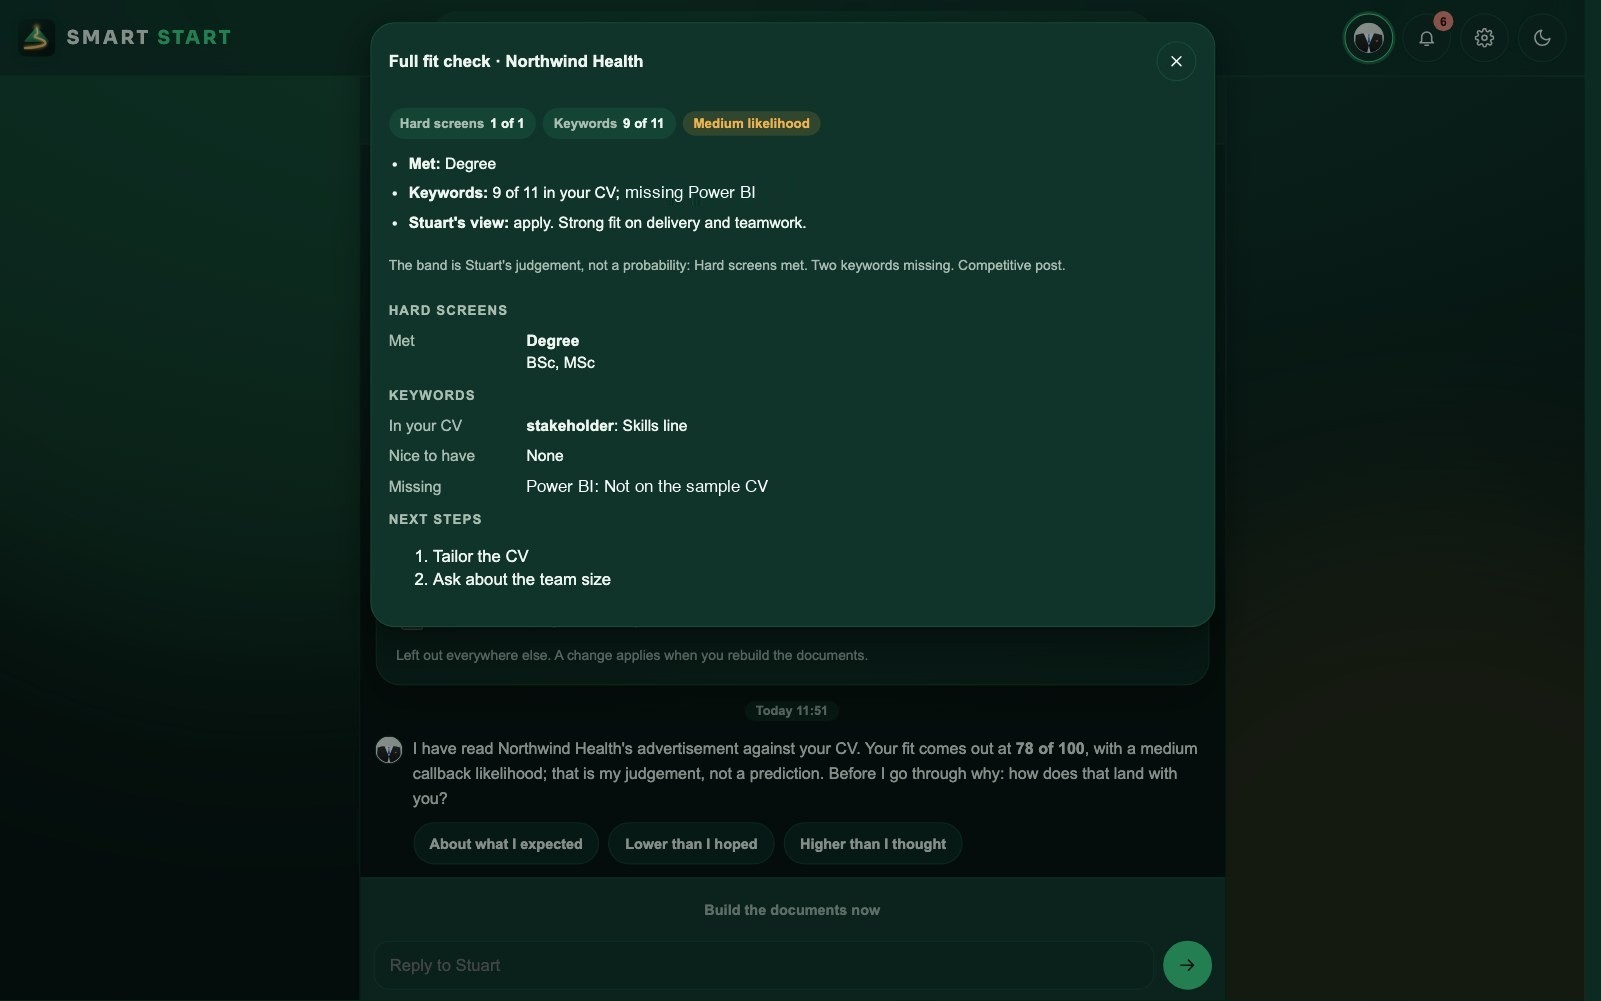 SMART START
6
Full fit check · Northwind Health
Hard screens 1 of 1
Keywords 9 of 11
Medium likelihood
• Met: Degree
• Keywords: 9 of 11 in your CV; missing Power BI
• Stuart's view: apply. Strong fit on delivery and teamwork.
The band is Stuart's judgement, not a probability: Hard screens met. Two keywords missing. Competitive post.
HARD SCREENS
Met
Degree
BSc, MSc
KEYWORDS
In your CV
stakeholder: Skills line
Nice to have
None
Missing
Power BI: Not on the sample CV
NEXT STEPS
1. Tailor the CV
2. Ask about the team size
Left out everywhere else. A change applies when you rebuild the documents.
Today 11:51
I have read Northwind Health's advertisement against your CV. Your fit comes out at 78 of 100, with a medium
callback likelihood; that is my judgement, not a prediction. Before I go through why: how does that land with
you?
About what I expected
Lower than I hoped
Higher than I thought
Build the documents now
Reply to Stuart